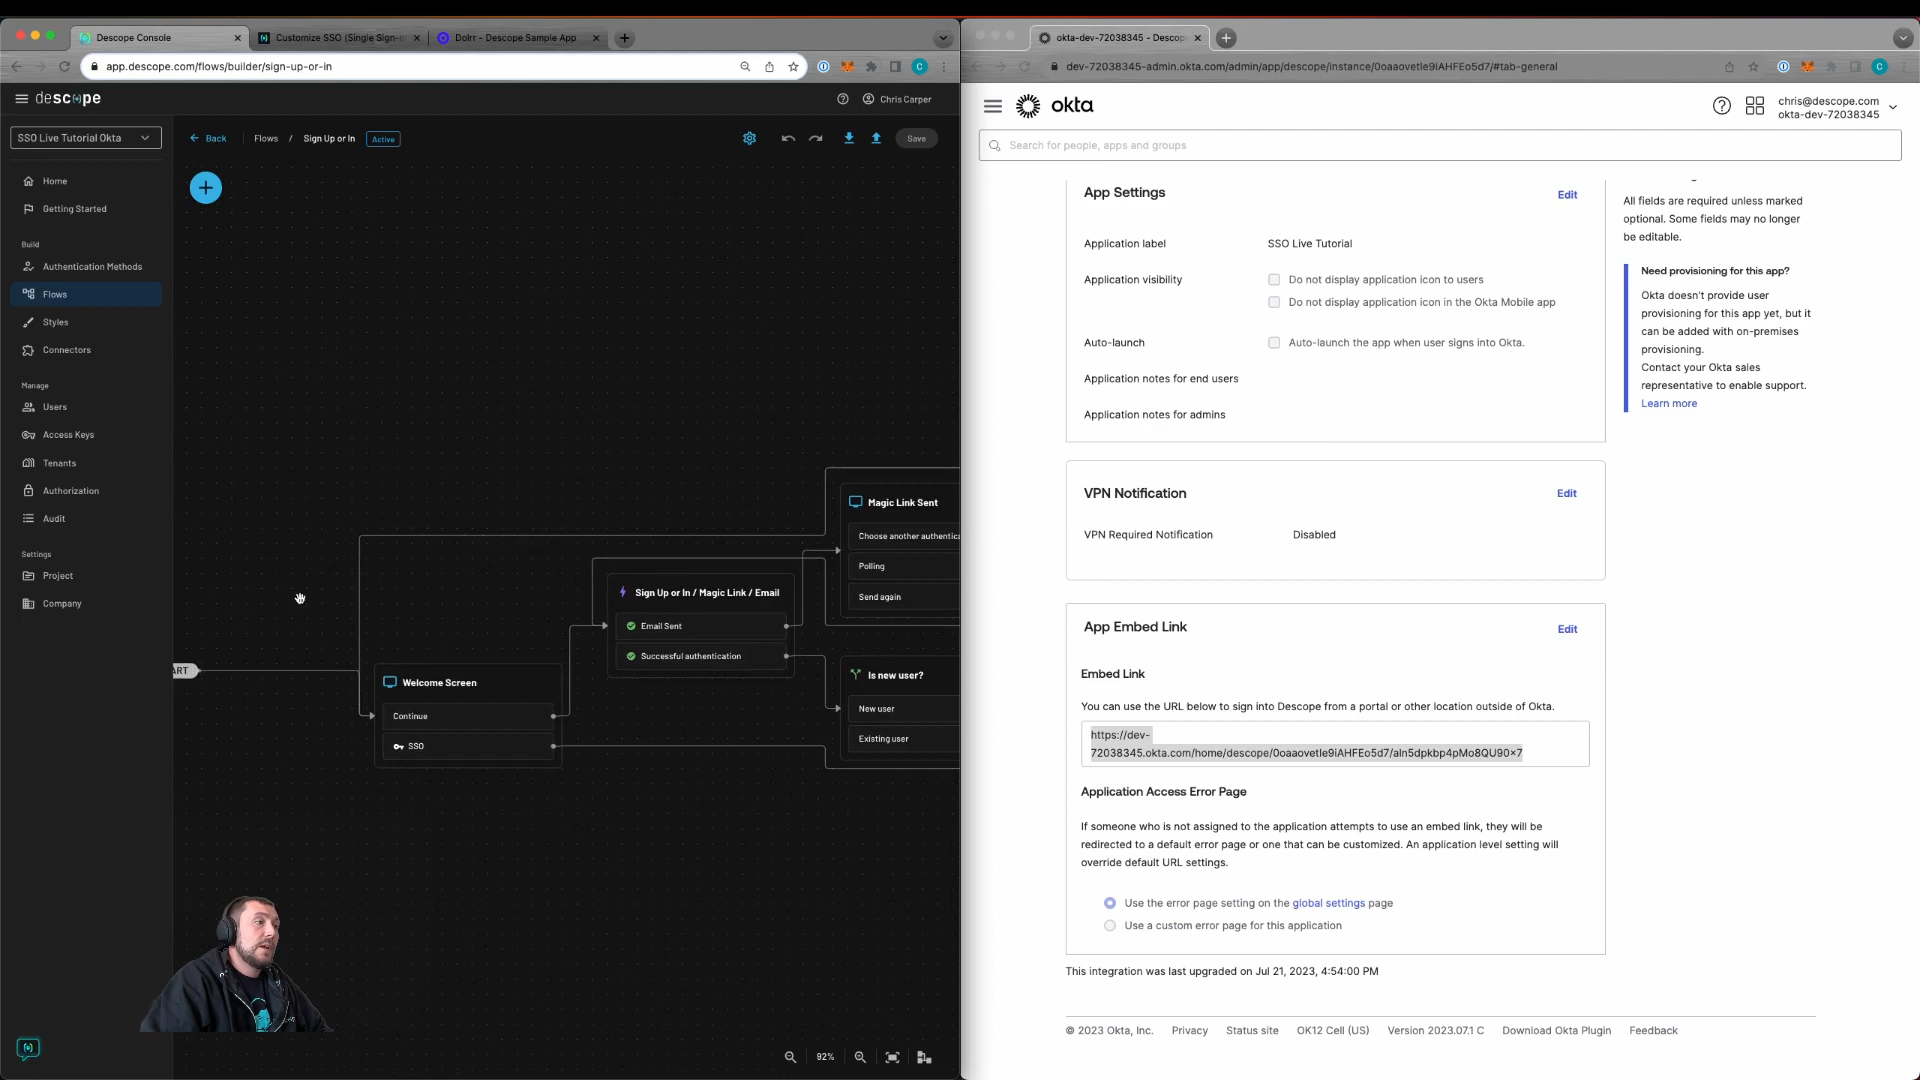 Descope Console
Customize SSO (Single Sign-o
Dolrr - Descope Sample App
app.descope.com/flows/builder/sign-up-or-in
descope
Chris Carper
SSO Live Tutorial Okta
Back
Flows / Sign Up or In
Active
Save
Home
Getting Started
Build
Authentication Methods
Flows
Styles
Connectors
Manage
Users
Access Keys
Tenants
Authorization
Audit
Settings
Project
Company
ART
Welcome Screen
Continue
SSO
Sign Up or In / Magic Link / Email
Email Sent
Successful authentication
Magic Link Sent
Choose another authentica
Polling
Send again
Is new user?
New user
Existing user
92%
okta-dev-72038345 - Descop
dev-72038345-admin.okta.com/admin/app/descope/instance/0oaaovetle9iAHFEo5d7/#tab-general
okta
chris@descope.com
okta-dev-72038345
Search for people, apps and groups
App Settings
Edit
Application label
SSO Live Tutorial
Application visibility
Do not display application icon to users
Do not display application icon in the Okta Mobile app
Auto-launch
Auto-launch the app when user signs into Okta.
Application notes for end users
Application notes for admins
All fields are required unless marked
optional. Some fields may no longer
be editable.
Need provisioning for this app?
Okta doesn't provide user
provisioning for this app yet, but it
can be added with on-premises
provisioning.
Contact your Okta sales
representative to enable support.
Learn more
VPN Notification
Edit
VPN Required Notification
Disabled
App Embed Link
Edit
Embed Link
You can use the URL below to sign into Descope from a portal or other location outside of Okta.
https://dev-
72038345.okta.com/home/descope/0oaaovetle9iAHFEo5d7/aln5dpkbp4pMo8QU90x7
Application Access Error Page
If someone who is not assigned to the application attempts to use an embed link, they will be
redirected to a default error page or one that can be customized. An application level setting will
override default URL settings.
Use the error page setting on the global settings page
Use a custom error page for this application
This integration was last upgraded on Jul 21, 2023, 4:54:00 PM
© 2023 Okta, Inc.
Privacy
Status site
OK12 Cell (US)
Version 2023.07.1 C
Download Okta Plugin
Feedback